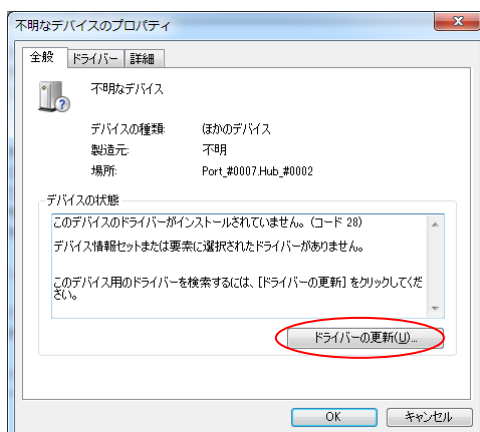 不明なデバイスのプロパティ
全般 ドライバー 詳細
不明なデバイス
デバイスの種類: ほかのデバイス
製造元: 不明
場所: Port_#0007.Hub_#0002
デバイスの状態
このデバイスのドライバーがインストールされていません。(コード 28)
デバイス情報セットまたは要素に選択されたドライバーがありません。
このデバイス用のドライバーを検索するには、[ドライバーの更新] をクリックしてくだ
さい。
ドライバーの更新(U)...
OK キャンセル